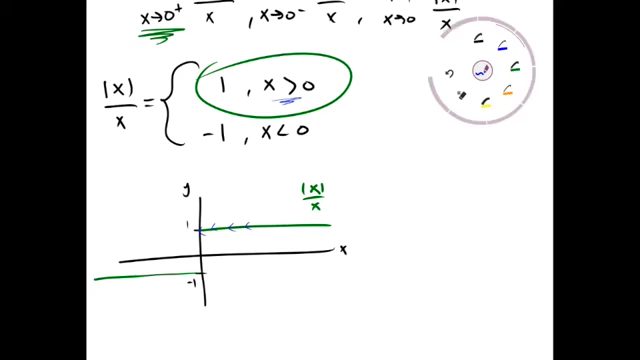 x→0⁺ x , x→0⁻ x , x→0 x
|x|/x = { 1 , x > 0
-1 , x < 0
y
|x|/x
1
x
-1